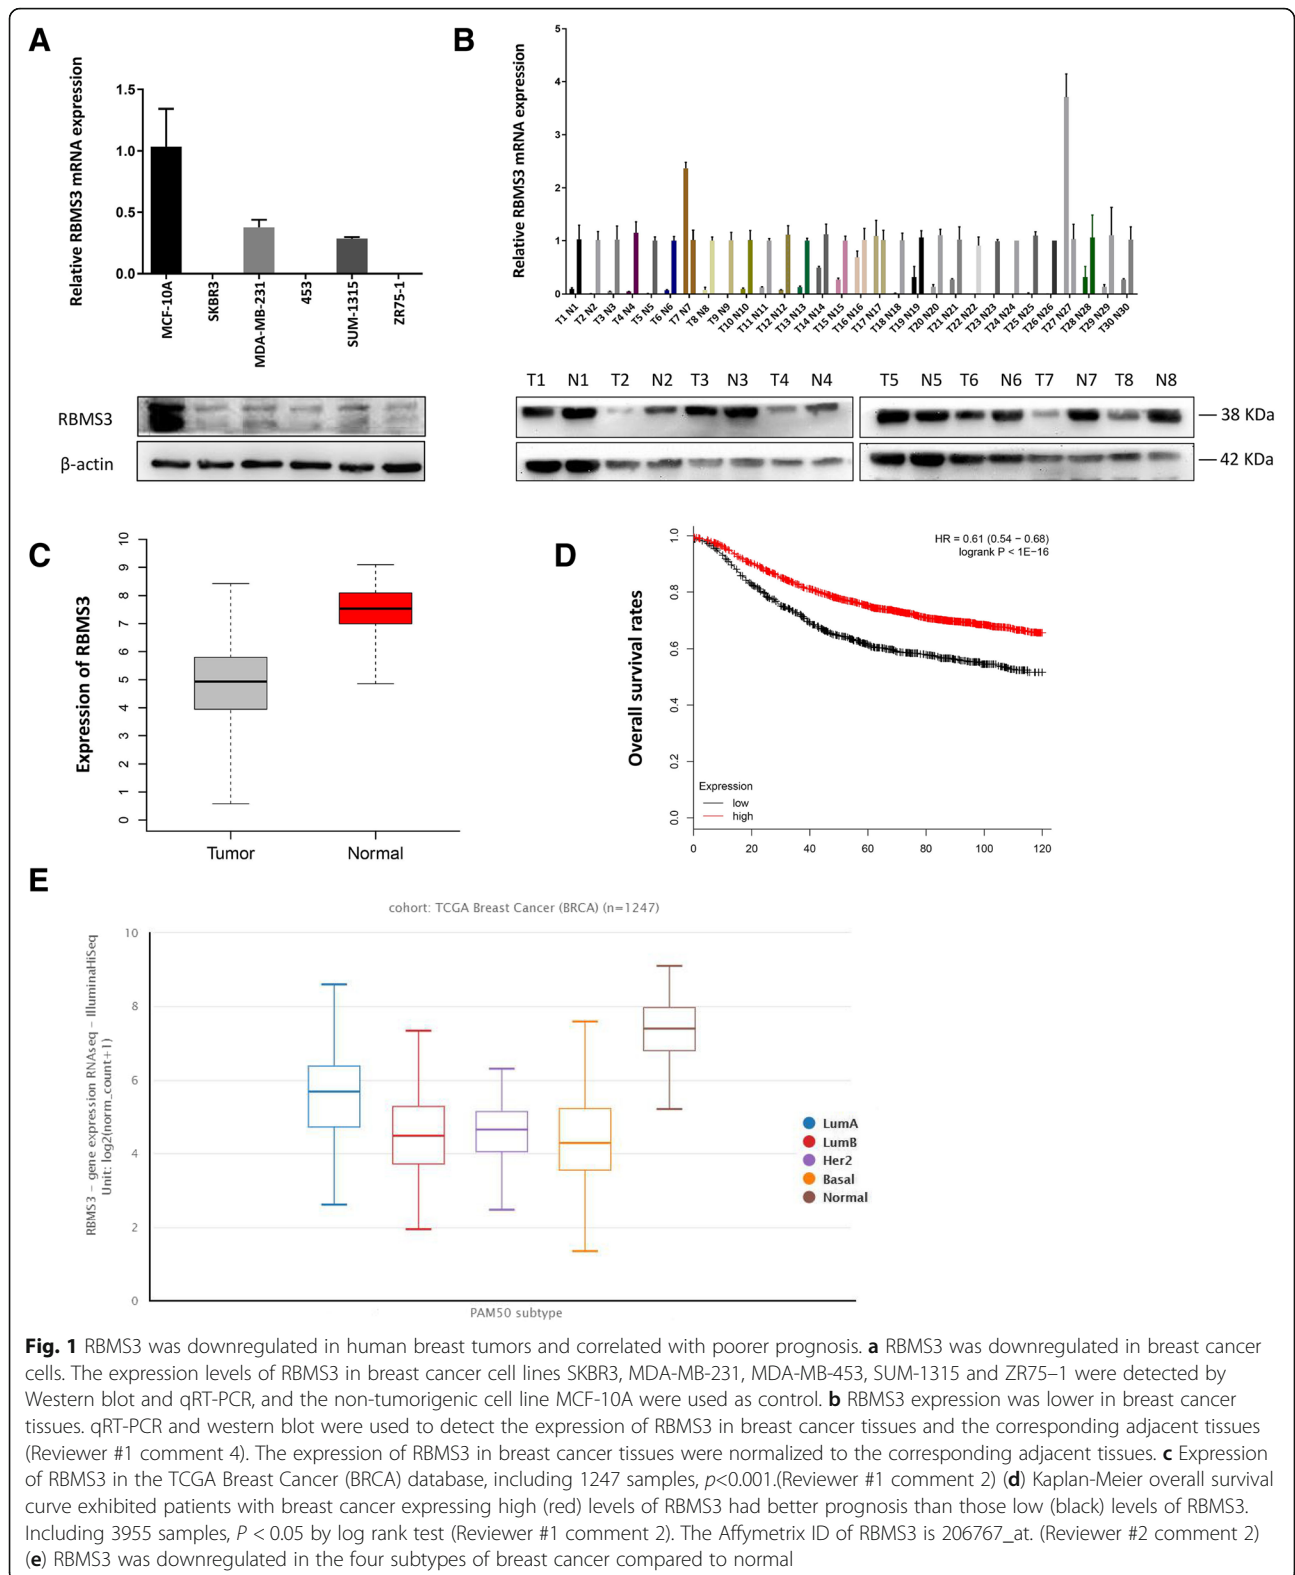 A
Relative RBMS3 mRNA expression
1.5
1.0
0.5
0.0
MCF-10A
SKBR3
MDA-MB-231
453
SUM-1315
ZR75-1
RBMS3
β-actin
B
Relative RBMS3 mRNA expression
5
4
3
2
1
0
T1 N1
T2 N2
T3 N3
T4 N4
T5 N5
T6 N6
T7 N7
T8 N8
T9 N9
T10 N10
T11 N11
T12 N12
T13 N13
T14 N14
T15 N15
T16 N16
T17 N17
T18 N18
T19 N19
T20 N20
T21 N21
T22 N22
T23 N23
T24 N24
T25 N25
T26 N26
T27 N27
T28 N28
T29 N29
T30 N30
T1 N1 T2 N2 T3 N3 T4 N4
T5 N5 T6 N6 T7 N7 T8 N8
38 KDa
42 KDa
C
Expression of RBMS3
10
9
8
7
6
5
4
3
2
1
0
Tumor
Normal
D
Overall survival rates
1.0
0.8
0.6
0.4
0.2
0.0
HR = 0.61 (0.54 − 0.68)
logrank P < 1E−16
Expression
low
high
0 20 40 60 80 100 120
E
cohort: TCGA Breast Cancer (BRCA) (n=1247)
RBMS3 – gene expression RNAseq – IlluminaHiSeq
Unit: log2(norm_count+1)
10
8
6
4
2
0
LumA
LumB
Her2
Basal
Normal
PAM50 subtype
Fig. 1 RBMS3 was downregulated in human breast tumors and correlated with poorer prognosis. a RBMS3 was downregulated in breast cancer
cells. The expression levels of RBMS3 in breast cancer cell lines SKBR3, MDA-MB-231, MDA-MB-453, SUM-1315 and ZR75–1 were detected by
Western blot and qRT-PCR, and the non-tumorigenic cell line MCF-10A were used as control. b RBMS3 expression was lower in breast cancer
tissues. qRT-PCR and western blot were used to detect the expression of RBMS3 in breast cancer tissues and the corresponding adjacent tissues
(Reviewer #1 comment 4). The expression of RBMS3 in breast cancer tissues were normalized to the corresponding adjacent tissues. c Expression
of RBMS3 in the TCGA Breast Cancer (BRCA) database, including 1247 samples, p<0.001.(Reviewer #1 comment 2) (d) Kaplan-Meier overall survival
curve exhibited patients with breast cancer expressing high (red) levels of RBMS3 had better prognosis than those low (black) levels of RBMS3.
Including 3955 samples, P < 0.05 by log rank test (Reviewer #1 comment 2). The Affymetrix ID of RBMS3 is 206767_at. (Reviewer #2 comment 2)
(e) RBMS3 was downregulated in the four subtypes of breast cancer compared to normal